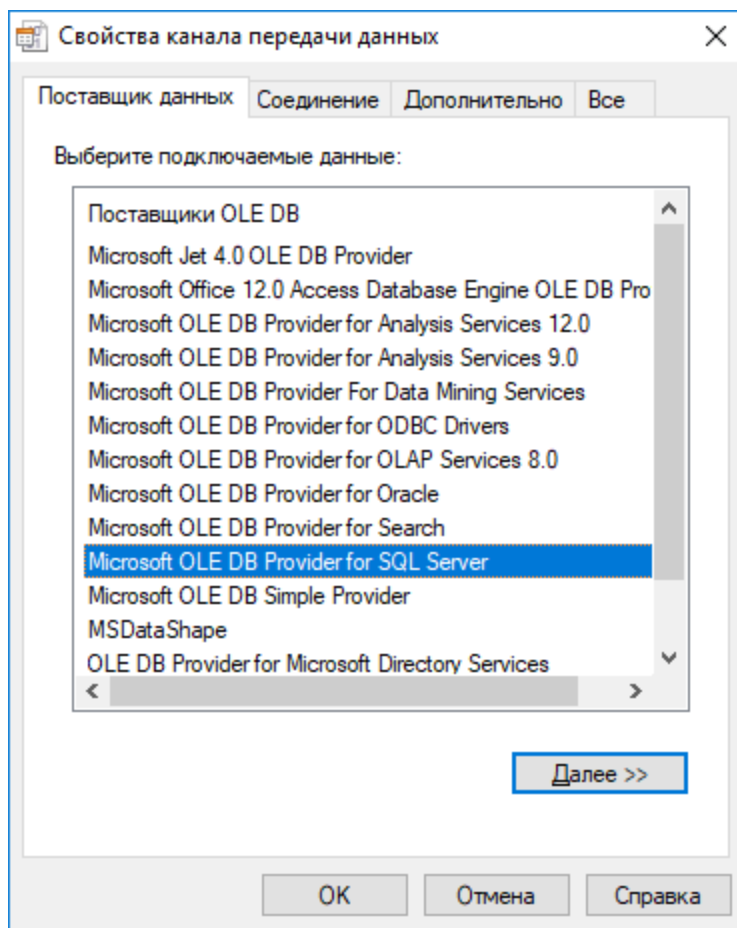 Свойства канала передачи данных
Поставщик данных Соединение Дополнительно Все
Выберите подключаемые данные:
Поставщики OLE DB
Microsoft Jet 4.0 OLE DB Provider
Microsoft Office 12.0 Access Database Engine OLE DB Pro
Microsoft OLE DB Provider for Analysis Services 12.0
Microsoft OLE DB Provider for Analysis Services 9.0
Microsoft OLE DB Provider For Data Mining Services
Microsoft OLE DB Provider for ODBC Drivers
Microsoft OLE DB Provider for OLAP Services 8.0
Microsoft OLE DB Provider for Oracle
Microsoft OLE DB Provider for Search
Microsoft OLE DB Provider for SQL Server
Microsoft OLE DB Simple Provider
MSDataShape
OLE DB Provider for Microsoft Directory Services
Далее >>
OK Отмена Справка